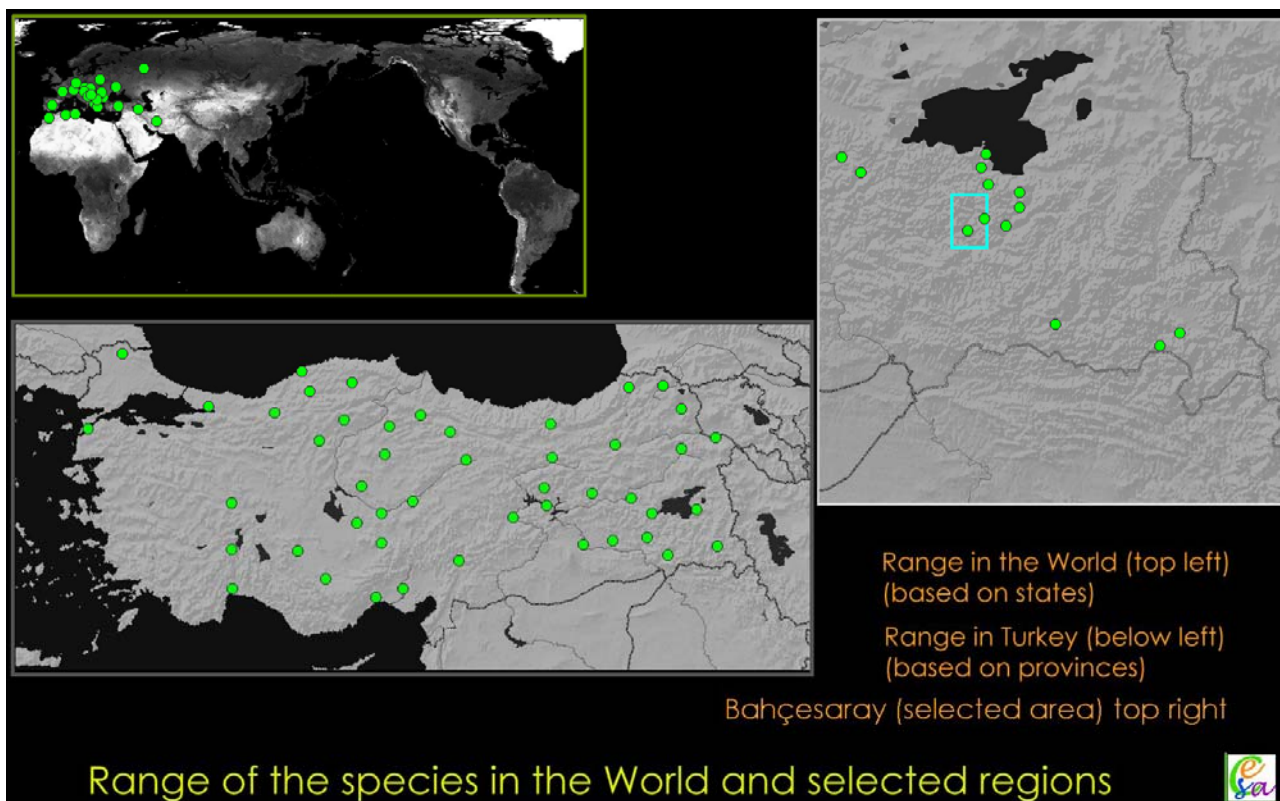 Range in the World (top left)
(based on states)
Range in Turkey (below left)
(based on provinces)
Bahçesaray (selected area) top right
Range of the species in the World and selected regions
esa